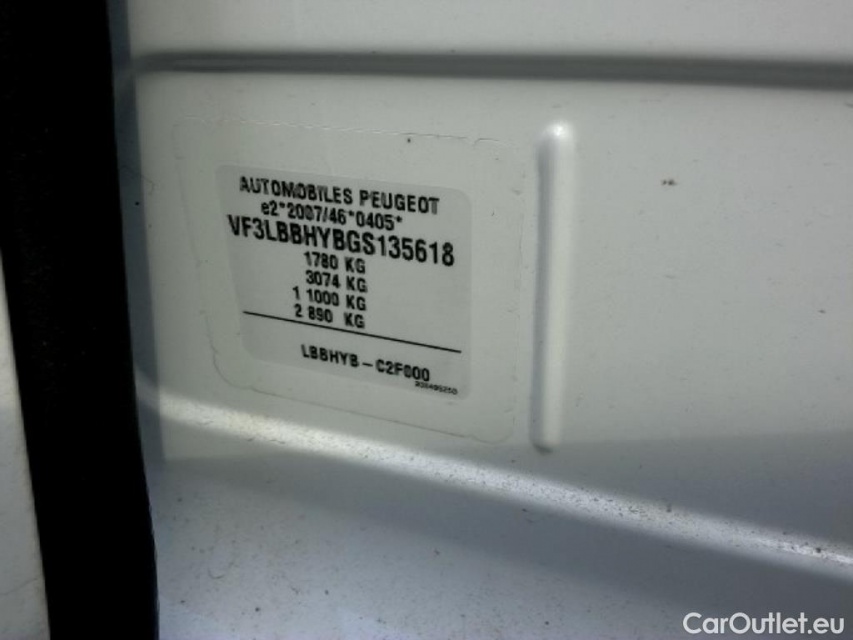 AUTOMOBILES PEUGEOT
e2*2007/46*0405*
VF3LBBHYBGS135618
1780 KG
3074 KG
1 1000 KG
2 890 KG
LBBHYB-C2F000
CarOutlet.eu